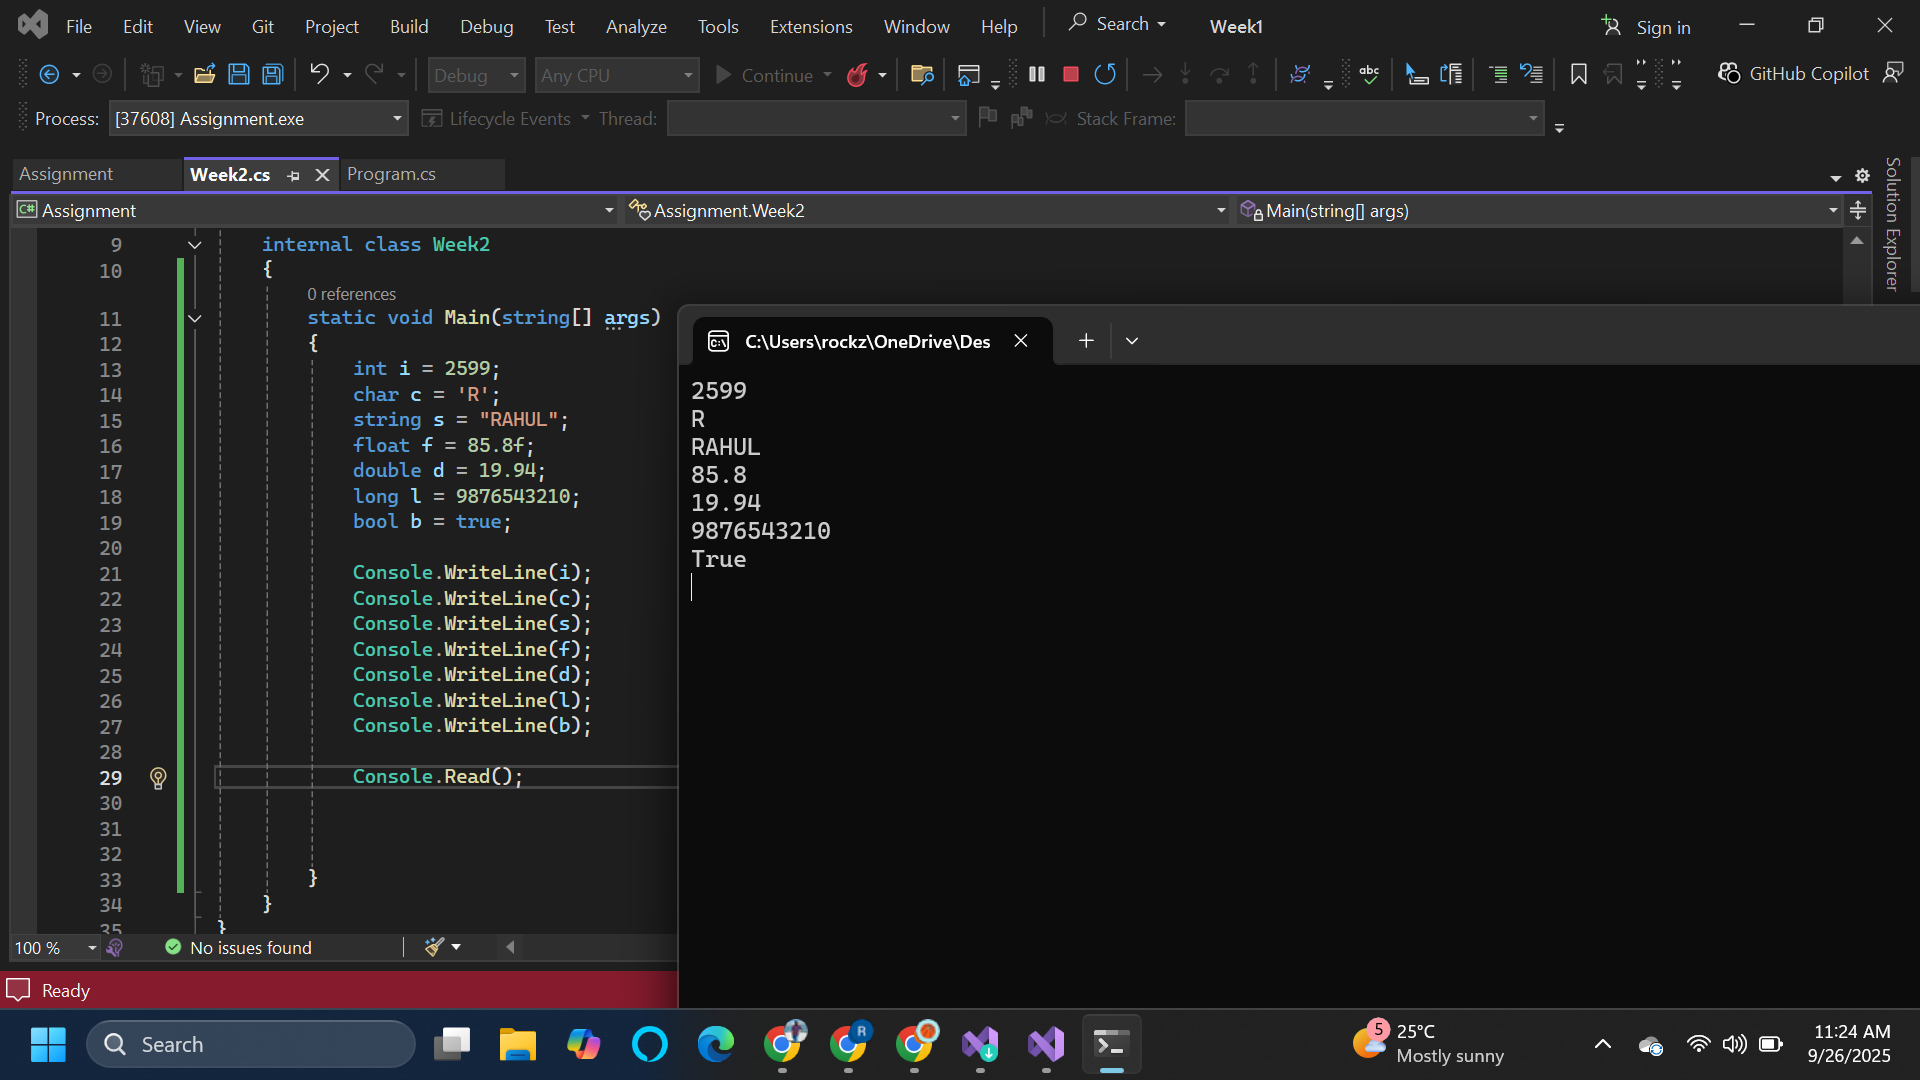 File Edit View Git Project Build Debug Test Analyze Tools Extensions Window Help Search Week1 Sign in
Debug Any CPU Continue abc GitHub Copilot
Process: [37608] Assignment.exe Lifecycle Events Thread: Stack Frame:
Assignment Week2.cs Program.cs
C# Assignment Assignment.Week2 Main(string[] args)
Solution Explorer
9 internal class Week2
10 {
0 references
11 static void Main(string[] args)
12 {
13 int i = 2599;
14 char c = 'R';
15 string s = "RAHUL";
16 float f = 85.8f;
17 double d = 19.94;
18 long l = 9876543210;
19 bool b = true;
20
21 Console.WriteLine(i);
22 Console.WriteLine(c);
23 Console.WriteLine(s);
24 Console.WriteLine(f);
25 Console.WriteLine(d);
26 Console.WriteLine(l);
27 Console.WriteLine(b);
28
29 Console.Read();
30
31
32
33 }
34 }
35 }
100 % No issues found
Ready
C:\Users\rockz\OneDrive\Des
2599
R
RAHUL
85.8
19.94
9876543210
True
Search R 5 25°C 11:24 AM
Mostly sunny 9/26/2025